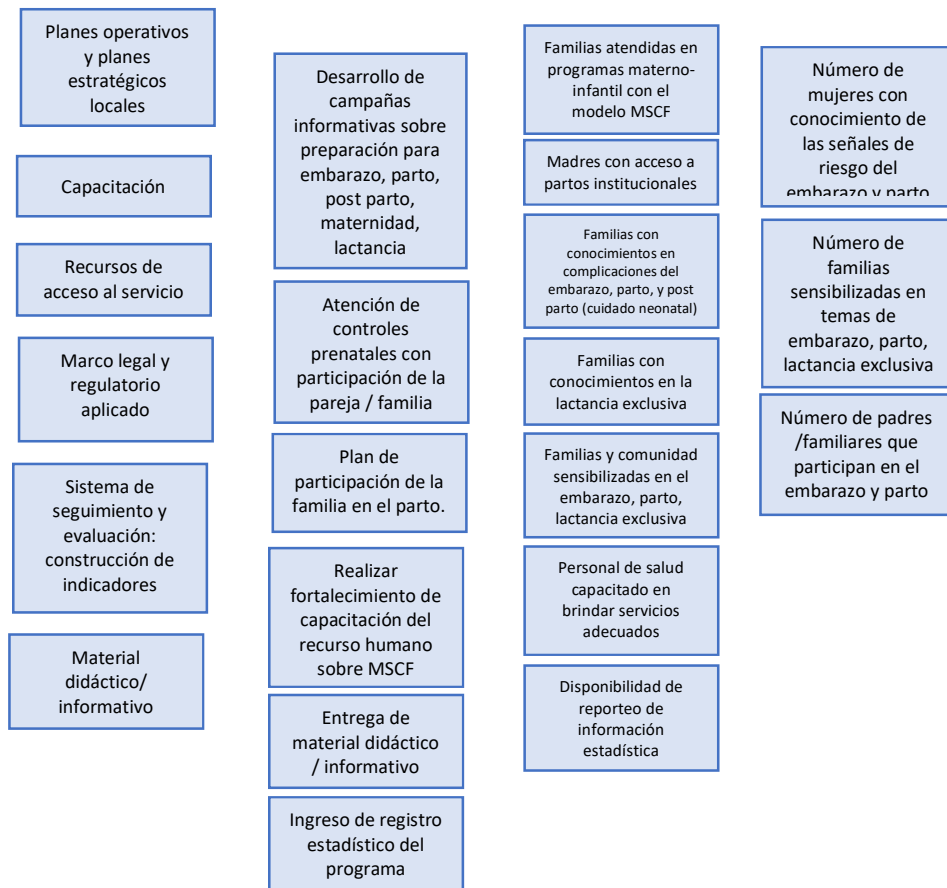 Planes operativos
y planes
estratégicos
locales
Capacitación
Recursos de
acceso al servicio
Marco legal y
regulatorio
aplicado
Sistema de
seguimiento y
evaluación:
construcción de
indicadores
Material
didáctico/
informativo
Desarrollo de
campañas
informativas sobre
preparación para
embarazo, parto,
post parto,
maternidad,
lactancia
Atención de
controles
prenatales con
participación de la
pareja / familia
Plan de
participación de la
familia en el parto.
Realizar
fortalecimiento de
capacitación del
recurso humano
sobre MSCF
Entrega de
material didáctico
/ informativo
Ingreso de registro
estadístico del
programa
Familias atendidas en
programas materno-
infantil con el
modelo MSCF
Madres con acceso a
partos institucionales
Familias con
conocimientos en
complicaciones del
embarazo, parto, y post
parto (cuidado neonatal)
Familias con
conocimientos en la
lactancia exclusiva
Familias y comunidad
sensibilizadas en el
embarazo, parto,
lactancia exclusiva
Personal de salud
capacitado en
brindar servicios
adecuados
Disponibilidad de
reporteo de
información
estadística
Número de
mujeres con
conocimiento de
las señales de
riesgo del
embarazo y parto
Número de
familias
sensibilizadas en
temas de
embarazo, parto,
lactancia exclusiva
Número de padres
/familiares que
participan en el
embarazo y parto